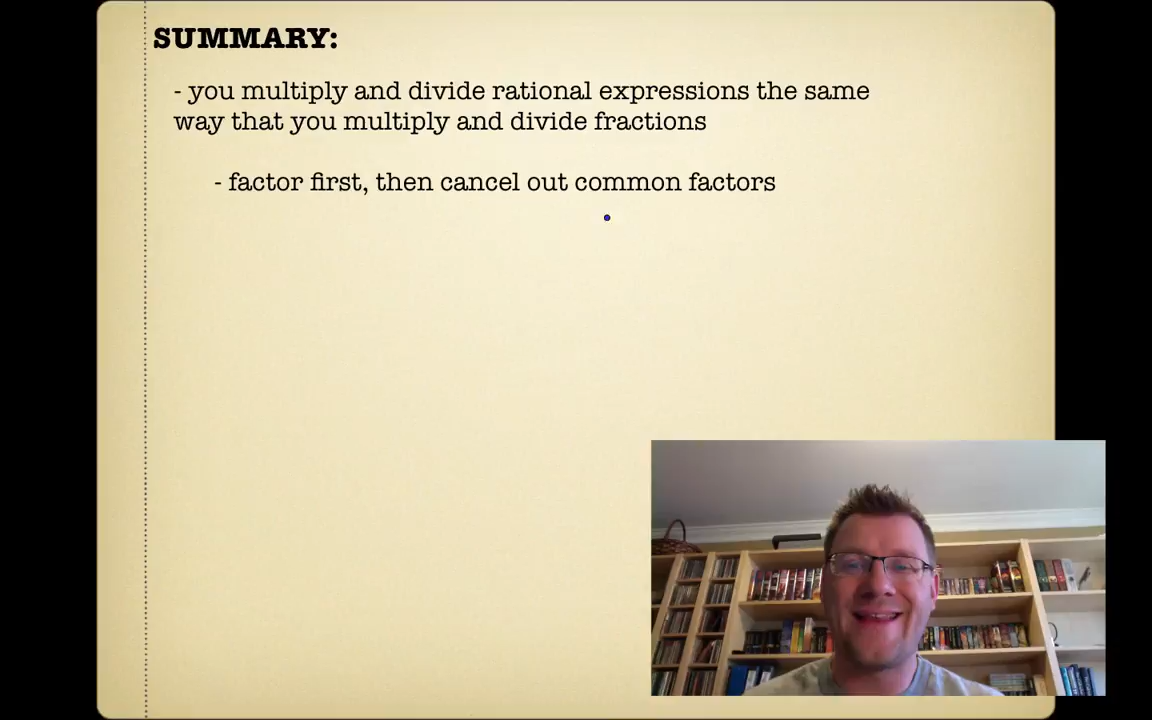 SUMMARY:
- you multiply and divide rational expressions the same
way that you multiply and divide fractions
- factor first, then cancel out common factors